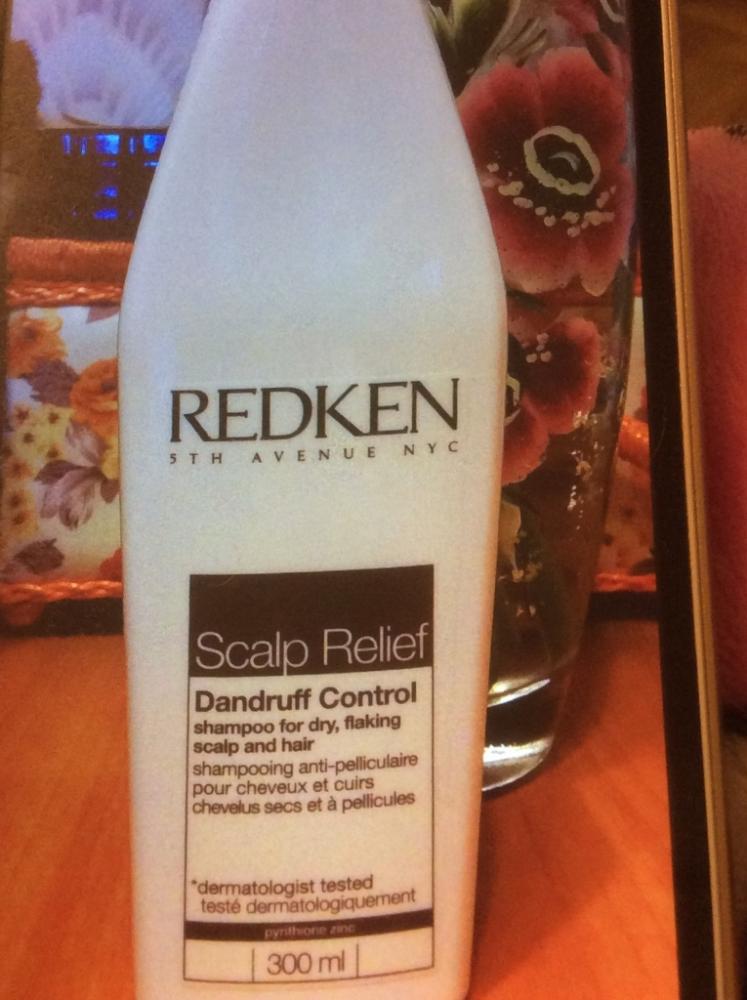 REDKEN
5TH AVENUE NYC
Scalp Relief
Dandruff Control
shampoo for dry, flaking
scalp and hair
shampooing anti-pelliculaire
pour cheveux et cuirs
chevelus secs et à pellicules
*dermatologist tested
testé dermatologiquement
pyrithione zinc
300 ml